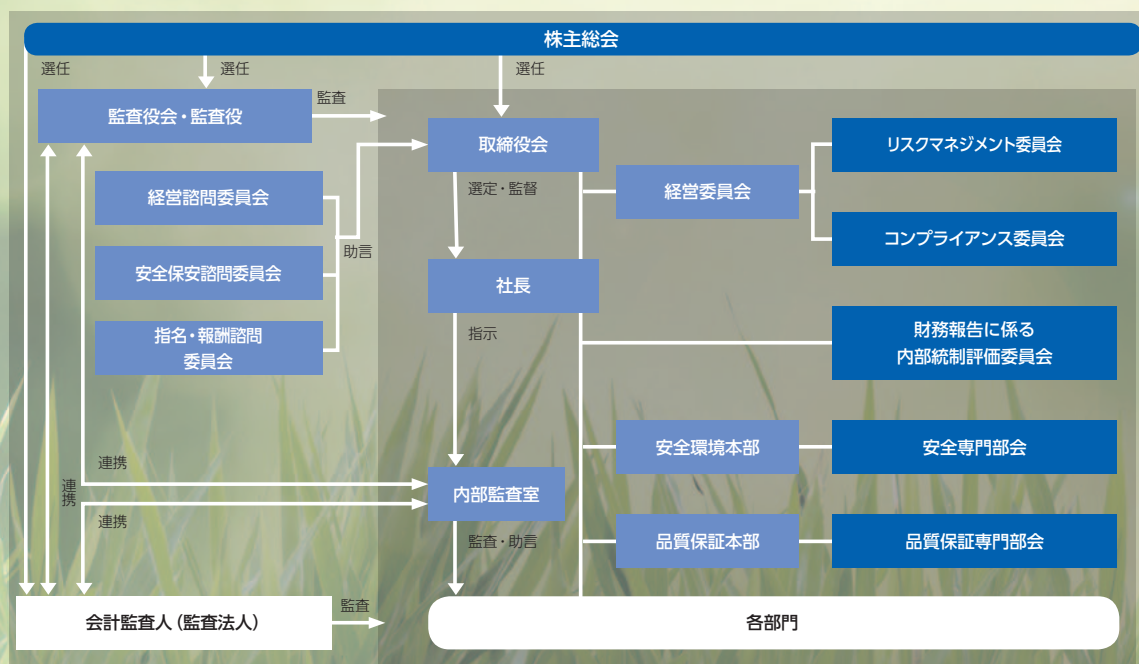 株主総会
選任
選任
選任
監査役会・監査役
監査
取締役会
リスクマネジメント委員会
経営諮問委員会
選定・監督
経営委員会
助言
コンプライアンス委員会
安全保安諮問委員会
社長
指名・報酬諮問
委員会
指示
財務報告に係る
内部統制評価委員会
安全環境本部
安全専門部会
連携
連携
連携
内部監査室
監査・助言
品質保証本部
品質保証専門部会
会計監査人(監査法人)
監査
各部門